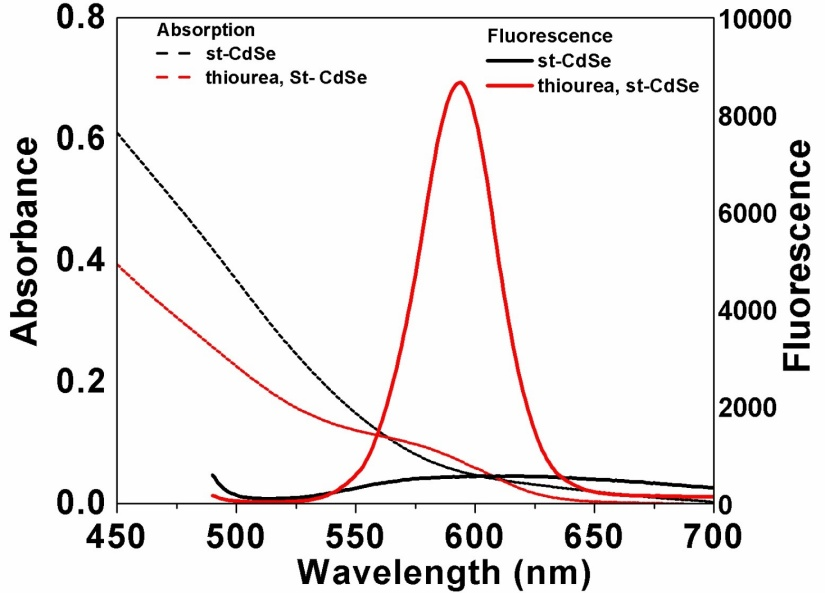 Absorption
st-CdSe
thiourea, St- CdSe
Fluorescence
st-CdSe
thiourea, st-CdSe
Absorbance
0.8
0.6
0.4
0.2
0.0
10000
8000
6000
4000
2000
0
Fluorescence
450 500 550 600 650 700
Wavelength (nm)